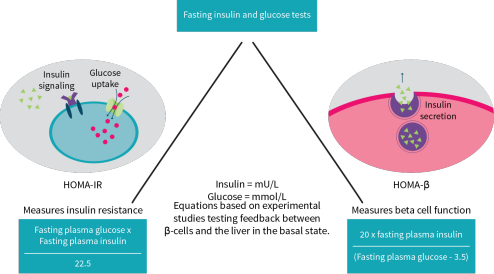 Fasting insulin and glucose tests
Insulin
signaling
Glucose
uptake
Insulin
secretion
HOMA-IR
HOMA-β
Insulin = mU/L
Glucose = mmol/L
Equations based on experimental
studies testing feedback between
β-cells and the liver in the basal state.
Measures insulin resistance
Fasting plasma glucose x
Fasting plasma insulin
22.5
Measures beta cell function
20 x fasting plasma insulin
(Fasting plasma glucose - 3.5)